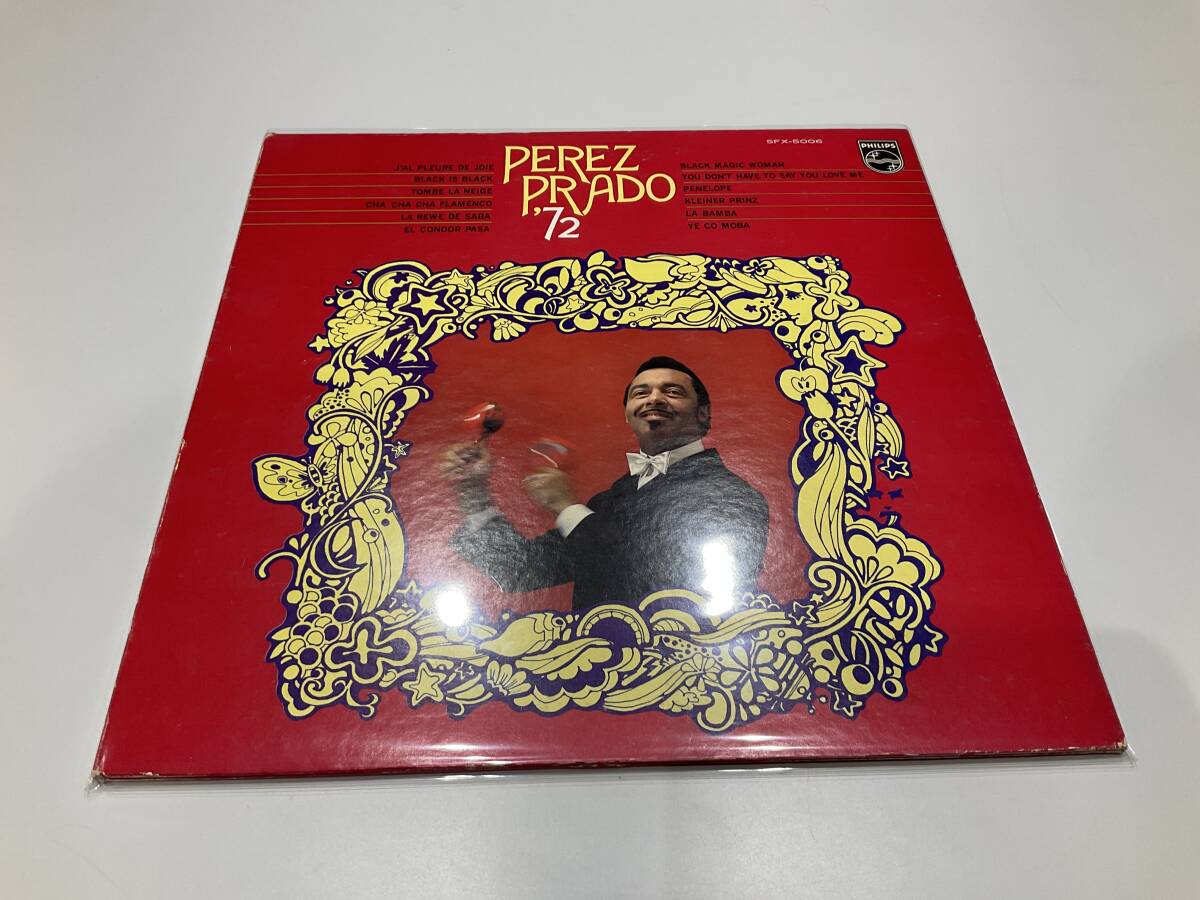 SFX-5006
PHILIPS
PEREZ
PRADO
'72
J'AL PLEURE DE JOIE
BLACK IS BLACK
TOMBE LA NEIGE
CHA CHA CHA FLAMENCO
LA REWE DE SABA
EL CONDOR PASA
BLACK MAGIC WOMAN
YOU DON'T HAVE TO SAY YOU LOVE ME
PENELOPE
KLEINER PRINZ
LA BAMBA
YE CO MOBA